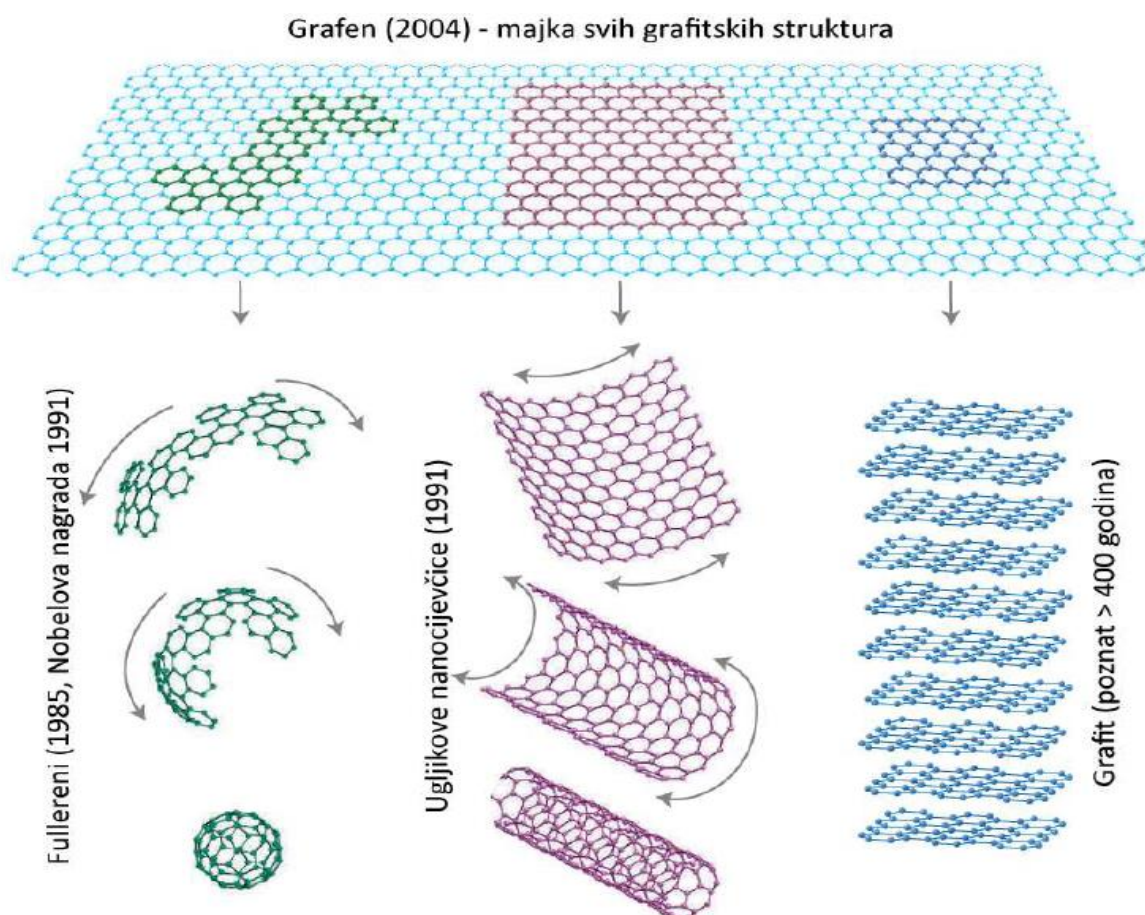 Grafen (2004) - majka svih grafitskih struktura
Fullereni (1985, Nobelova nagrada 1991)
Ugljikove nanocijevčice (1991)
Grafit (poznat > 400 godina)